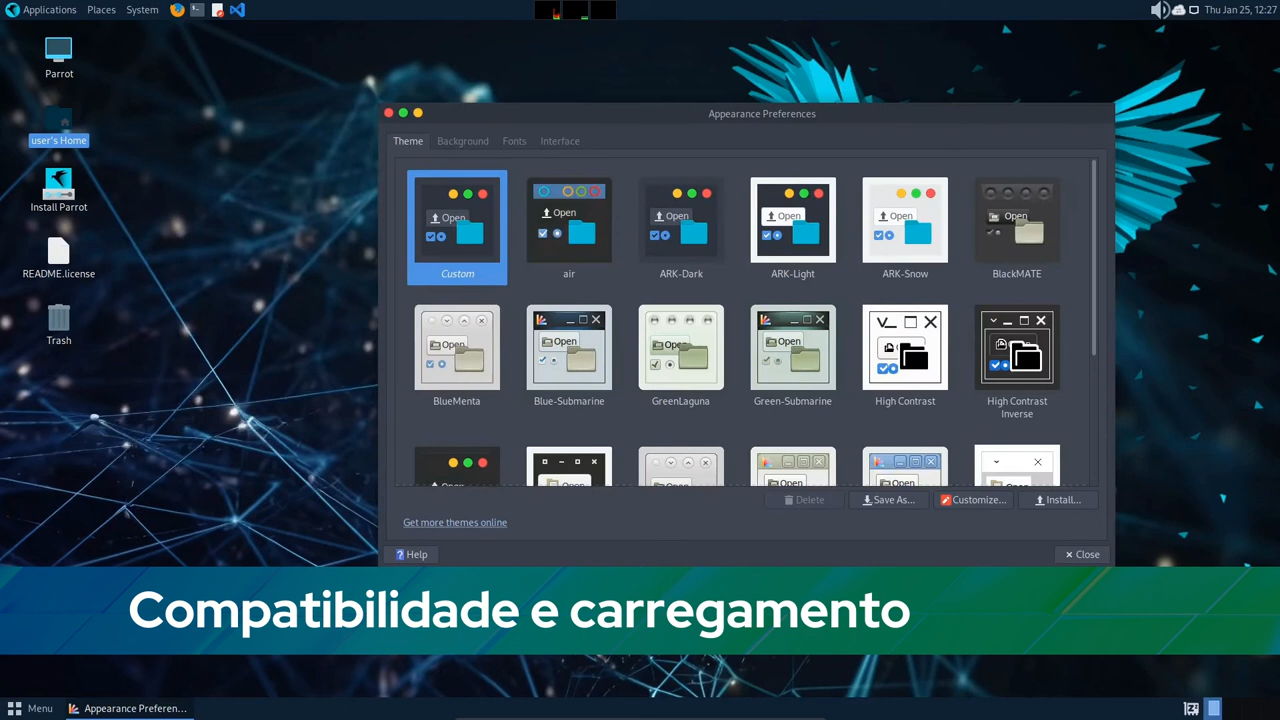 Applications Places System
Thu Jan 25, 12:27
Parrot
user's Home
Install Parrot
README.license
Trash
Appearance Preferences
Theme Background Fonts Interface
Open
Open
Open
Open
Open
Open
Custom
air
ARK-Dark
ARK-Light
ARK-Snow
BlackMATE
Open
Open
Open
Open
BlueMenta
Blue-Submarine
GreenLaguna
Green-Submarine
High Contrast
High Contrast
Inverse
Delete
Save As...
Customize...
Install...
Get more themes online
Help
Close
Compatibilidade e carregamento
Menu
Appearance Preferen...